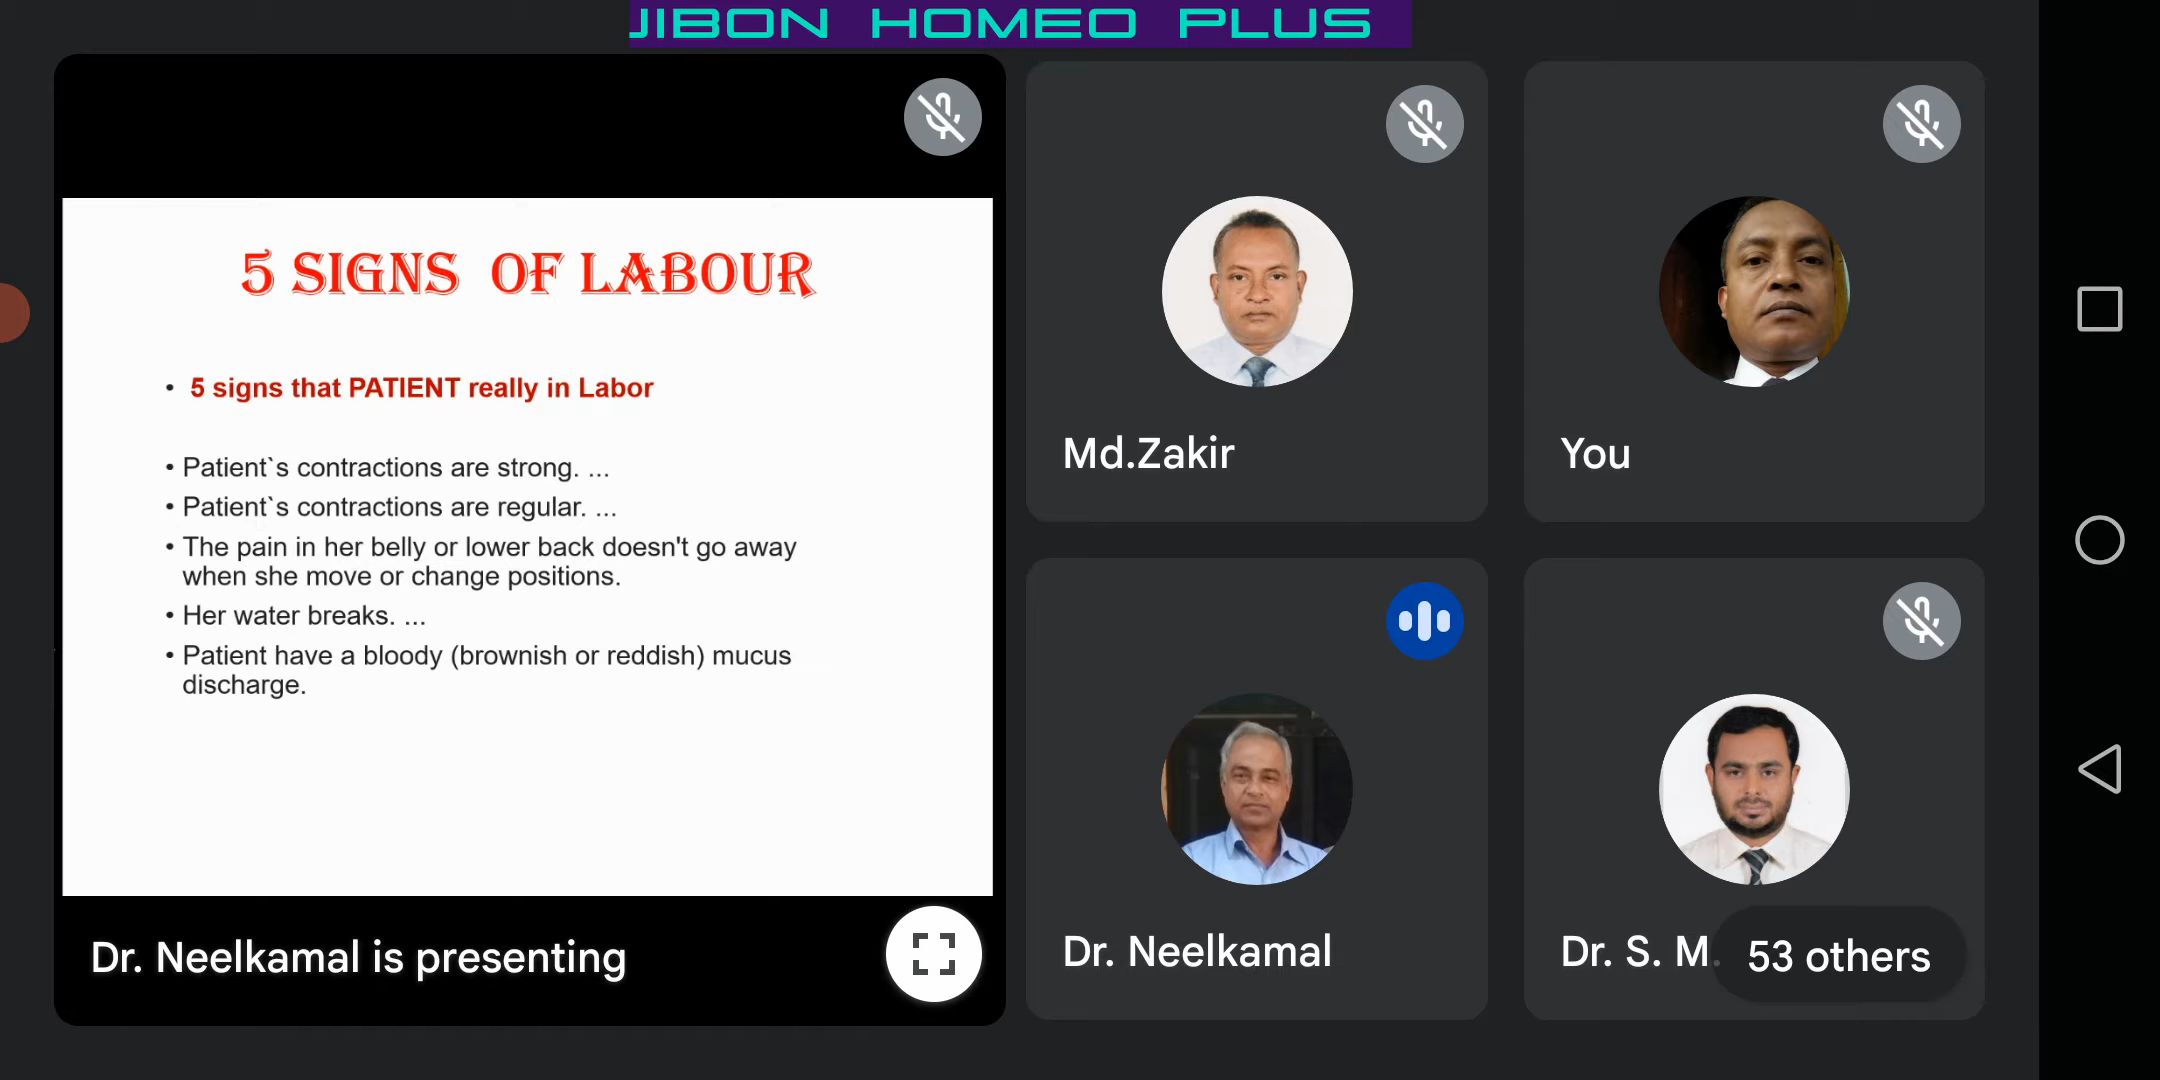 JIBON HOMEO PLUS
5 SIGNS OF LABOUR
• 5 signs that PATIENT really in Labor
• Patient`s contractions are strong. ...
• Patient`s contractions are regular. ...
• The pain in her belly or lower back doesn't go away
when she move or change positions.
• Her water breaks. ...
• Patient have a bloody (brownish or reddish) mucus
discharge.
Dr. Neelkamal is presenting
Md.Zakir
You
Dr. Neelkamal
Dr. S. M.
53 others